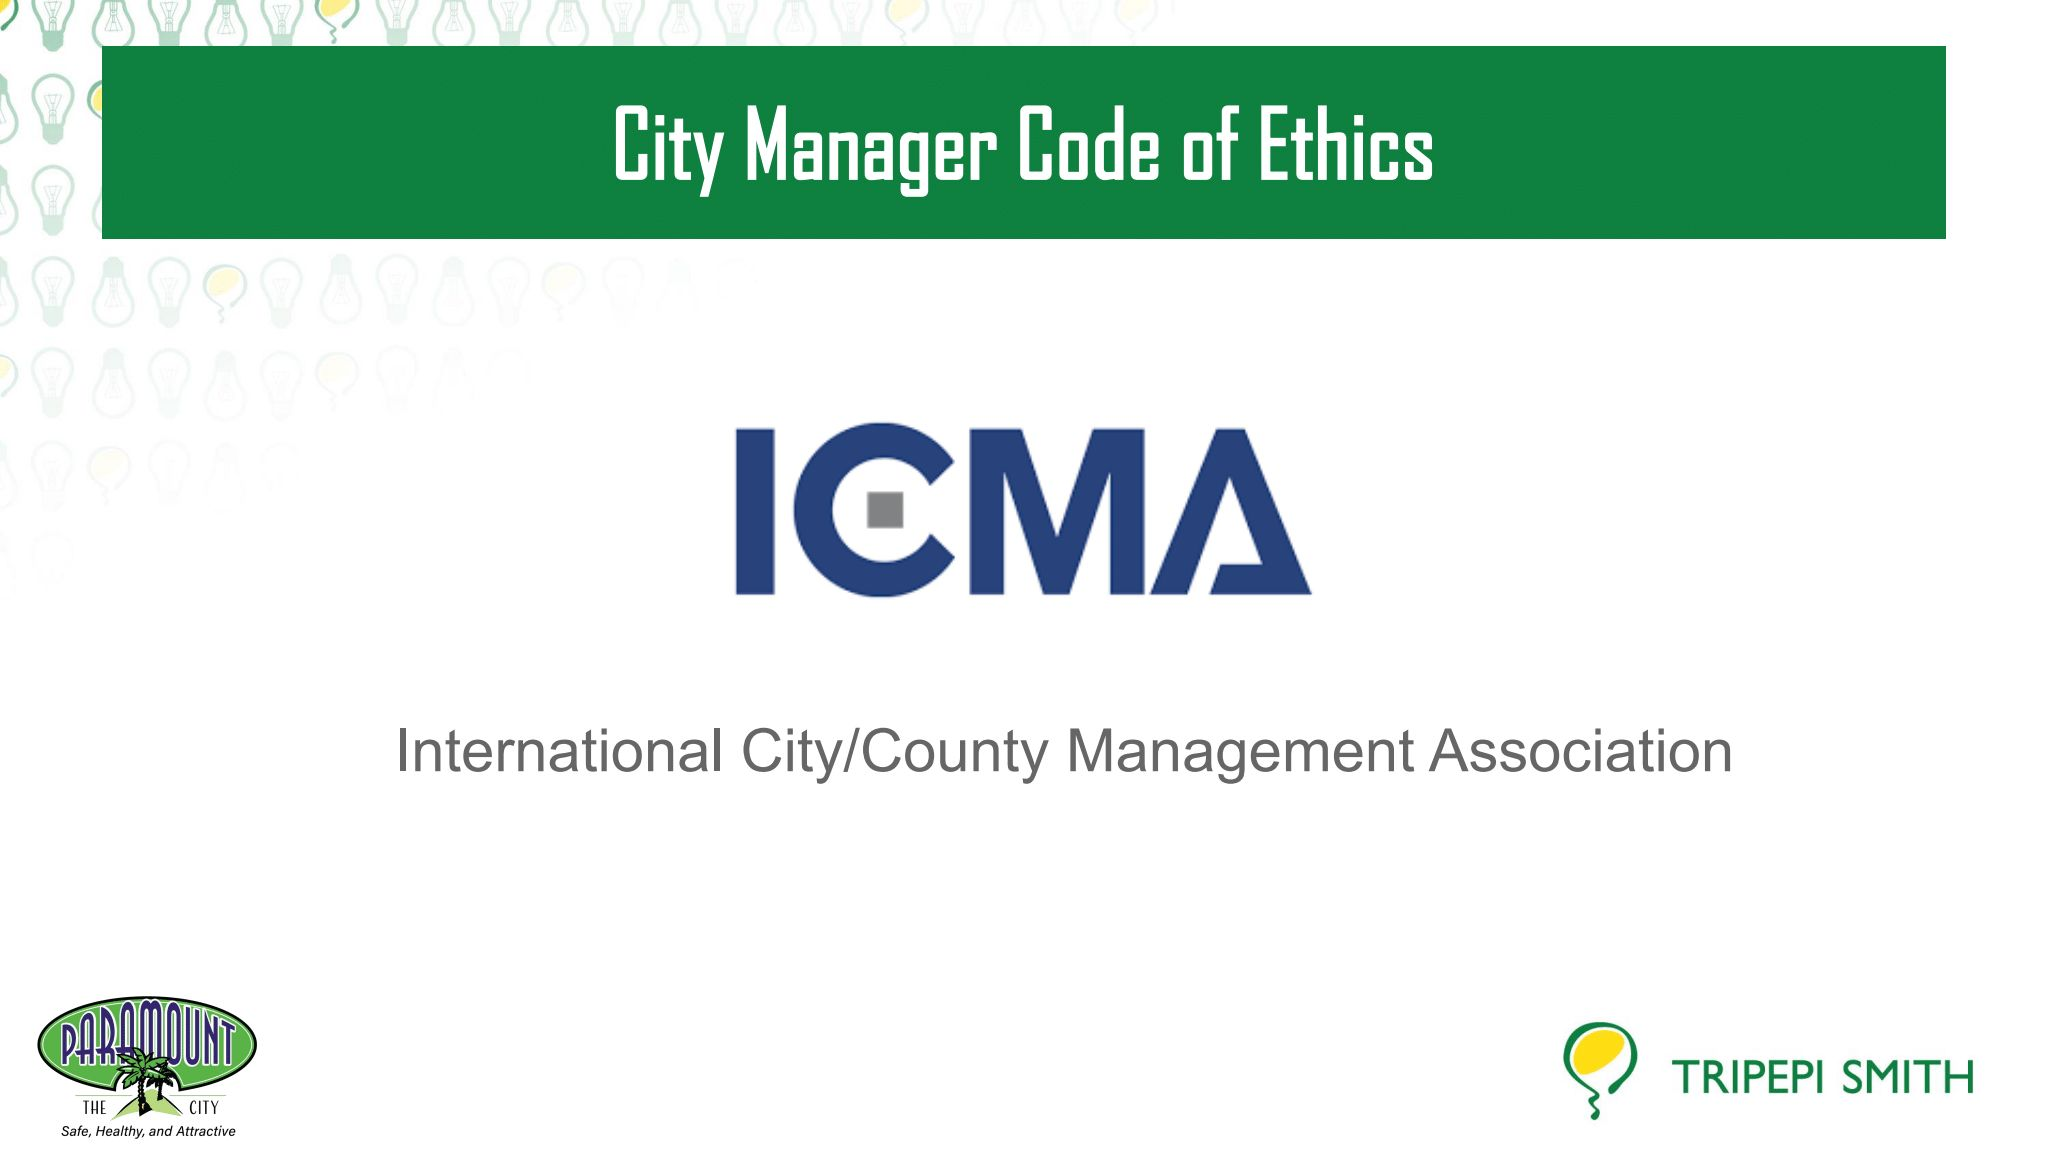 City Manager Code of Ethics
ICMA
International City/County Management Association
PARAMOUNT
THE CITY
Safe, Healthy, and Attractive
TRIPEPI SMITH